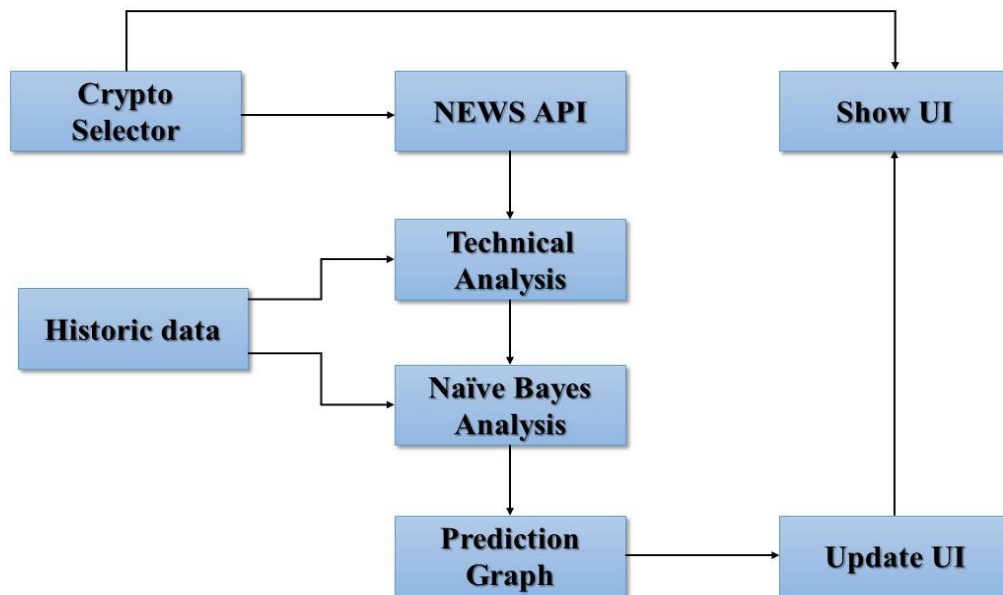 Crypto
Selector
NEWS API
Show UI
Technical
Analysis
Historic data
Naïve Bayes
Analysis
Prediction
Graph
Update UI